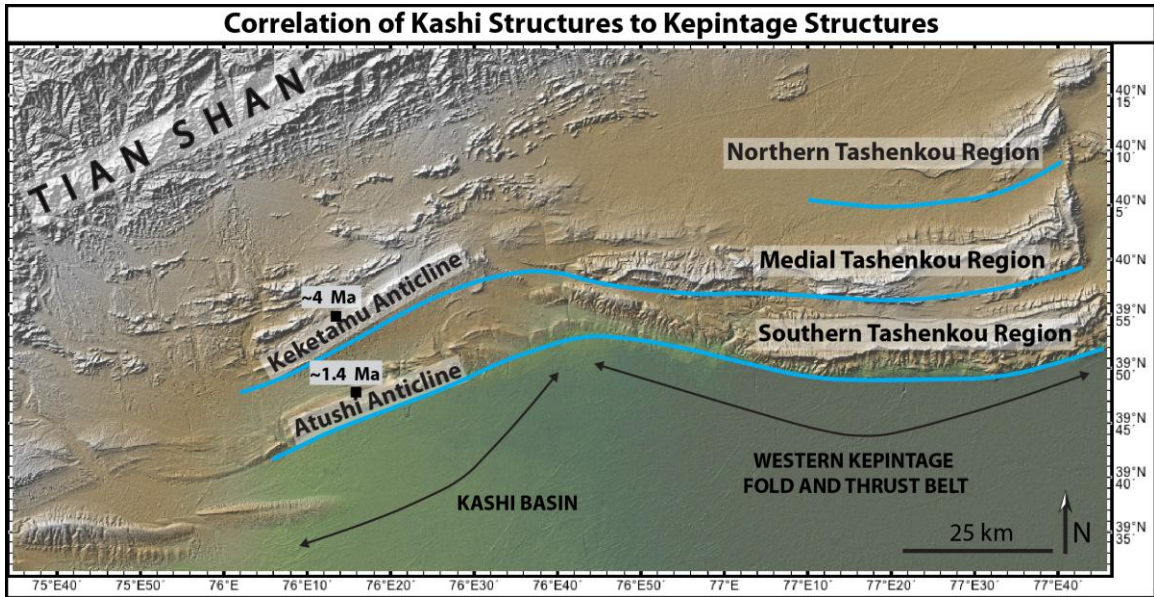 Correlation of Kashi Structures to Kepintage Structures
TIAN SHAN
Northern Tashenkou Region
Medial Tashenkou Region
Southern Tashenkou Region
~4 Ma
Keketamu Anticline
~1.4 Ma
Atushi Anticline
KASHI BASIN
WESTERN KEPINTAGE
FOLD AND THRUST BELT
25 km
N
40°N
15´
40°N
10´
40°N
5´
40°N
39°N
55´
39°N
50´
39°N
45´
39°N
40´
39°N
35´
75°E40 75°E50 76°E 76°E10 76°E20 76°E30 76°E40 76°E50 77°E 77°E10 77°E20 77°E30 77°E40